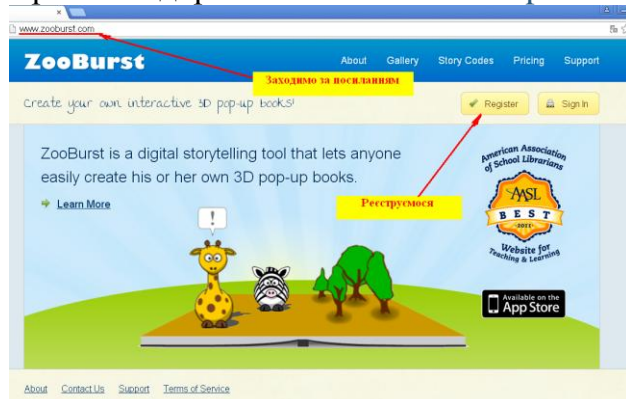 www.zooburst.com
ZooBurst
About Gallery Story Codes Pricing Support
Заходимо за посиланням
Create your own interactive 3D pop-up books!
Register Sign In
ZooBurst is a digital storytelling tool that lets anyone
easily create his or her own 3D pop-up books.
Learn More
Реєструємося
!
American Association
of School Librarians
AASL
BEST
2011
Website for
Teaching & Learning
Available on the
App Store
About Contact Us Support Terms of Service